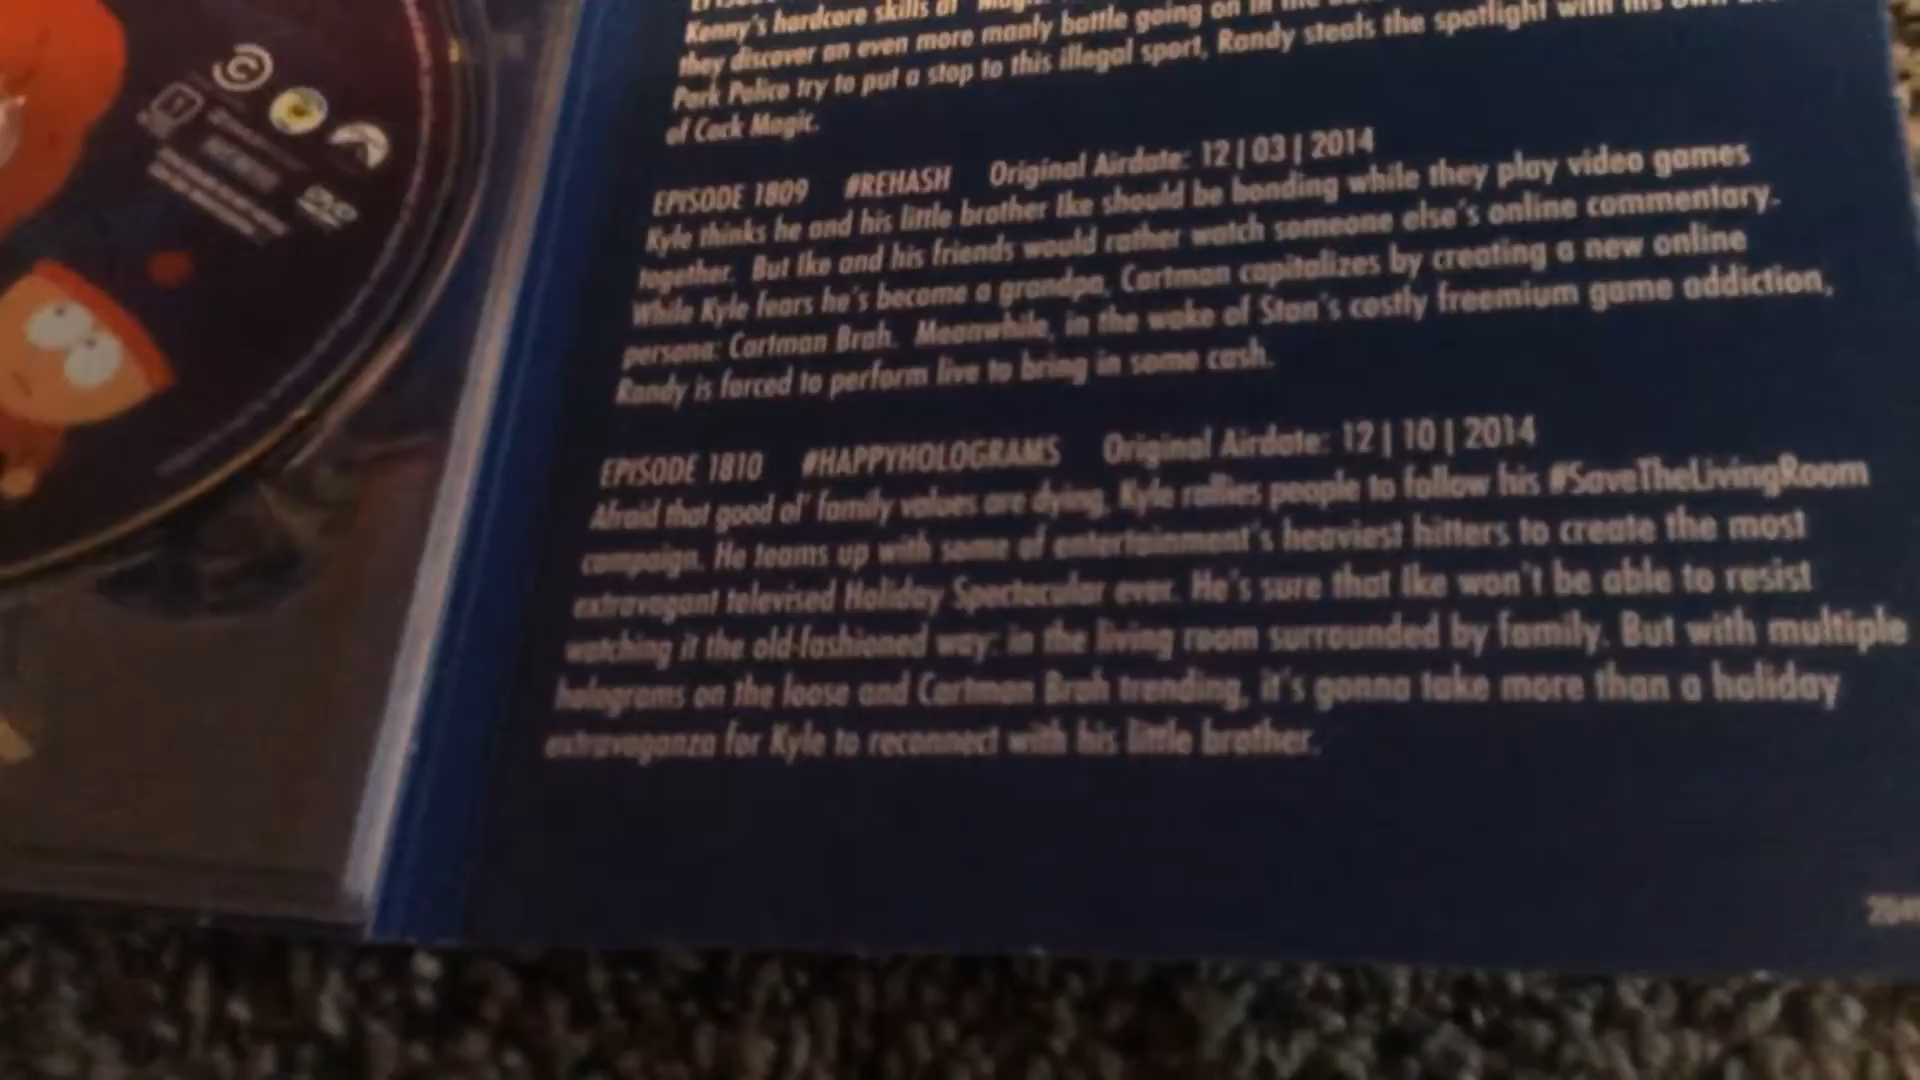 Kenny's hardcore skills at
they discover an even more manly battle going on in the
Park Police try to put a stop to this illegal sport, Randy steals the spotlight with his own
of Cock Magic.
EPISODE 1809 #REHASH Original Airdate: 12 | 03 | 2014
Kyle thinks he and his little brother Ike should be bonding while they play video games
together. But Ike and his friends would rather watch someone else's online commentary.
While Kyle fears he's become a grandpa, Cartman capitalizes by creating a new online
persona: Cartman Brah. Meanwhile, in the wake of Stan's costly freemium game addiction,
Randy is forced to perform live to bring in some cash.
EPISODE 1810 #HAPPYHOLOGRAMS Original Airdate: 12 | 10 | 2014
Afraid that good ol' family values are dying, Kyle rallies people to follow his #SaveTheLivingRoom
campaign. He teams up with some of entertainment's heaviest hitters to create the most
extravagant televised Holiday Spectacular ever. He's sure that Ike won't be able to resist
watching it the old-fashioned way: in the living room surrounded by family. But with multiple
holograms on the loose and Cartman Brah trending, it's gonna take more than a holiday
extravaganza for Kyle to reconnect with his little brother.
DVD